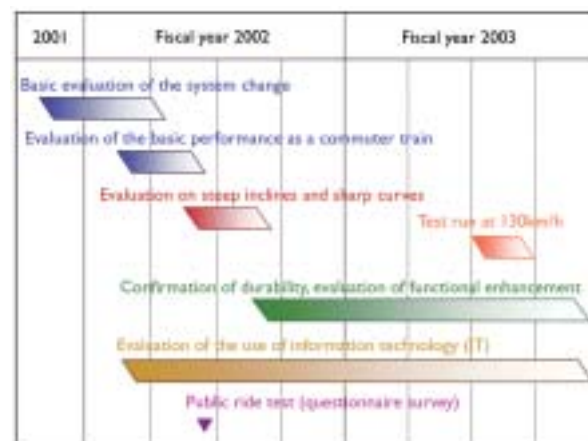 2001 Fiscal year 2002 Fiscal year 2003
Basic evaluation of the system change
Evaluation of the basic performance as a commuter train
Evaluation on steep inclines and sharp curves
Test run at 130km/h
Confirmation of durability, evaluation of functional enhancement
Evaluation of the use of information technology (IT)
Public ride test (questionnaire survey)